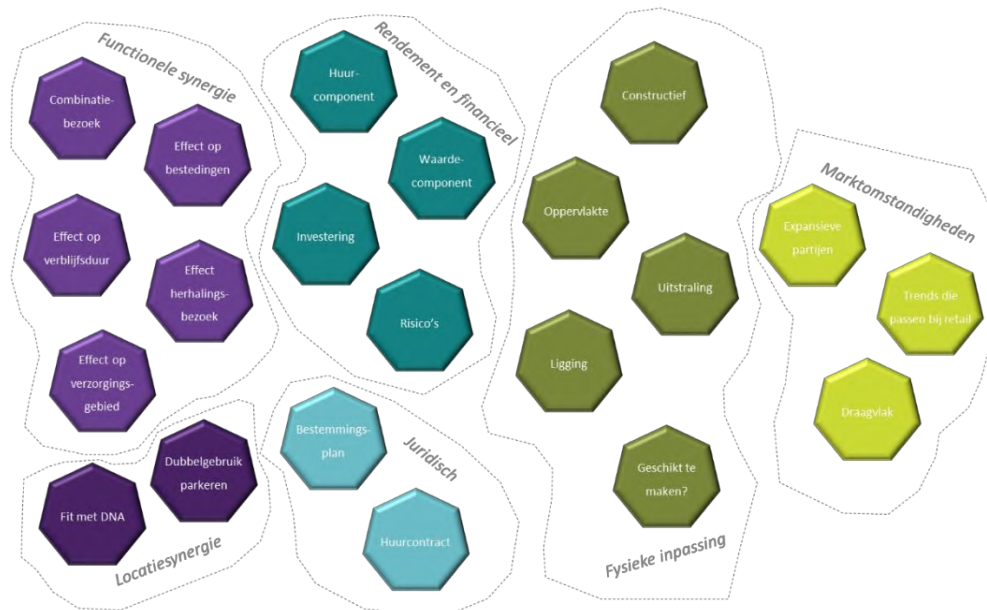 Functionele synergie
Combinatie-
bezoek
Effect op
bestedingen
Effect op
verblijfsduur
Effect
herhalings-
bezoek
Effect op
verzorgings-
gebied
Rendement en financieel
Huur-
component
Waarde-
component
Investering
Risico's
Constructief
Oppervlakte
Uitstraling
Ligging
Geschikt te
maken?
Fysieke inpassing
Marktomstandigheden
Expansieve
partijen
Trends die
passen bij retail
Draagvlak
Dubbelgebruik
parkeren
Fit met DNA
Locatiesynergie
Juridisch
Bestemmings-
plan
Huurcontract